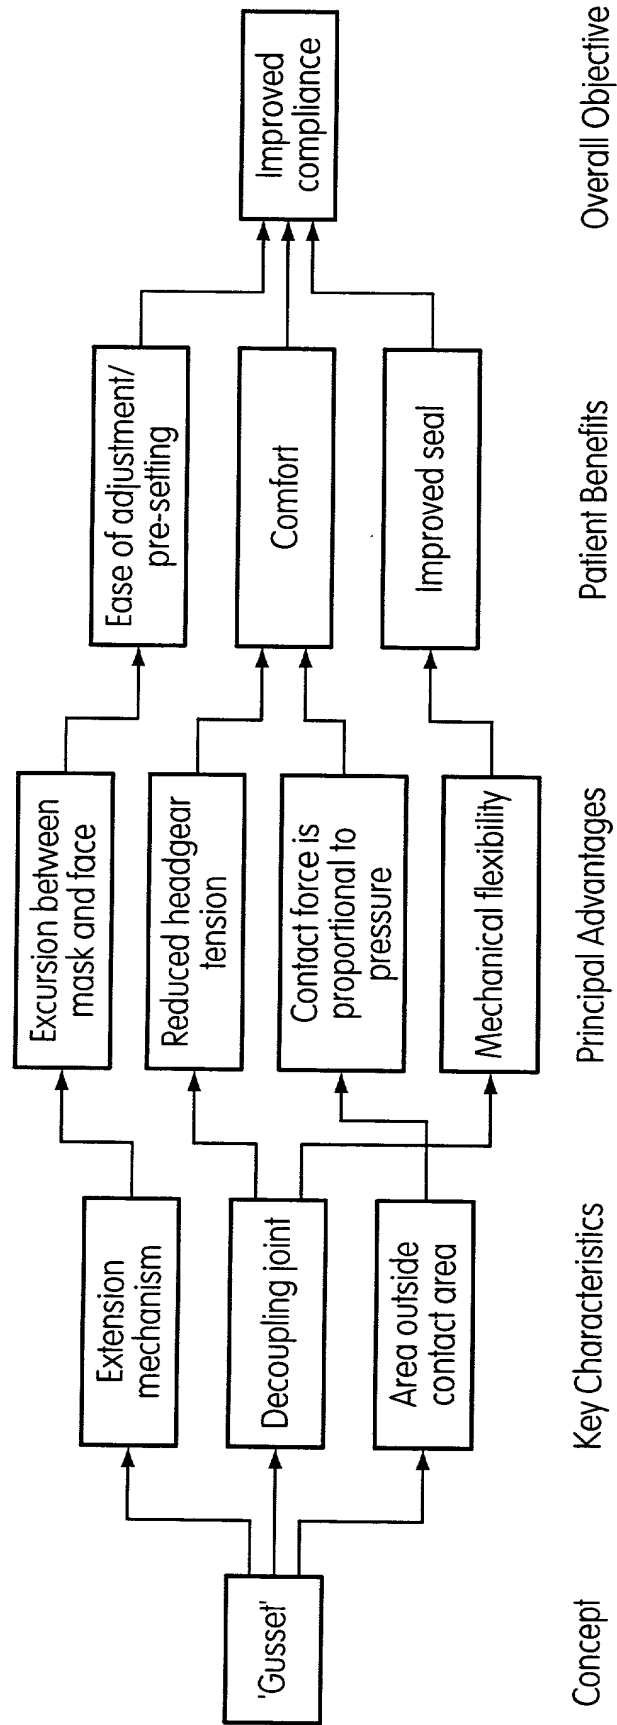 'Gusset'
Extension
mechanism
Decoupling joint
Area outside
contact area
Excursion between
mask and face
Reduced headgear
tension
Contact force is
proportional to
pressure
Mechanical flexibility
Ease of adjustment/
pre-setting
Comfort
Improved seal
Improved
compliance
Concept
Key Characteristics
Principal Advantages
Patient Benefits
Overall Objective